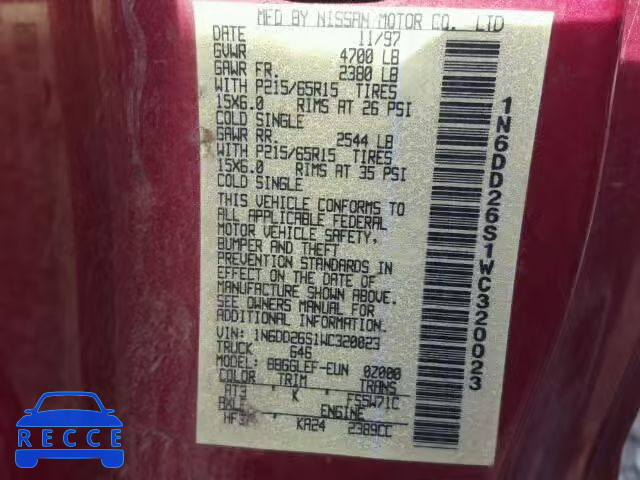 MFD BY NISSAN MOTOR CO., LTD
DATE 11/97
GVWR 4700 LB
GAWR FR. 2380 LB
WITH P215/65R15 TIRES
15X6.0 RIMS AT 26 PSI
COLD SINGLE
GAWR RR. 2544 LB
WITH P215/65R15 TIRES
15X6.0 RIMS AT 35 PSI
COLD SINGLE
THIS VEHICLE CONFORMS TO
ALL APPLICABLE FEDERAL
MOTOR VEHICLE SAFETY,
BUMPER AND THEFT
PREVENTION STANDARDS IN
EFFECT ON THE DATE OF
MANUFACTURE SHOWN ABOVE.
SEE OWNERS MANUAL FOR
ADDITIONAL INFORMATION
VIN: 1N6DD26S1WC320023
TRUCK 646
MODEL: BBGGLEF-EUN 0Z000
COLOR TRIM TRANS
K FS5W71C
ENGINE
KA24 2389CC
1N6DD26S1WC320023
RECCE